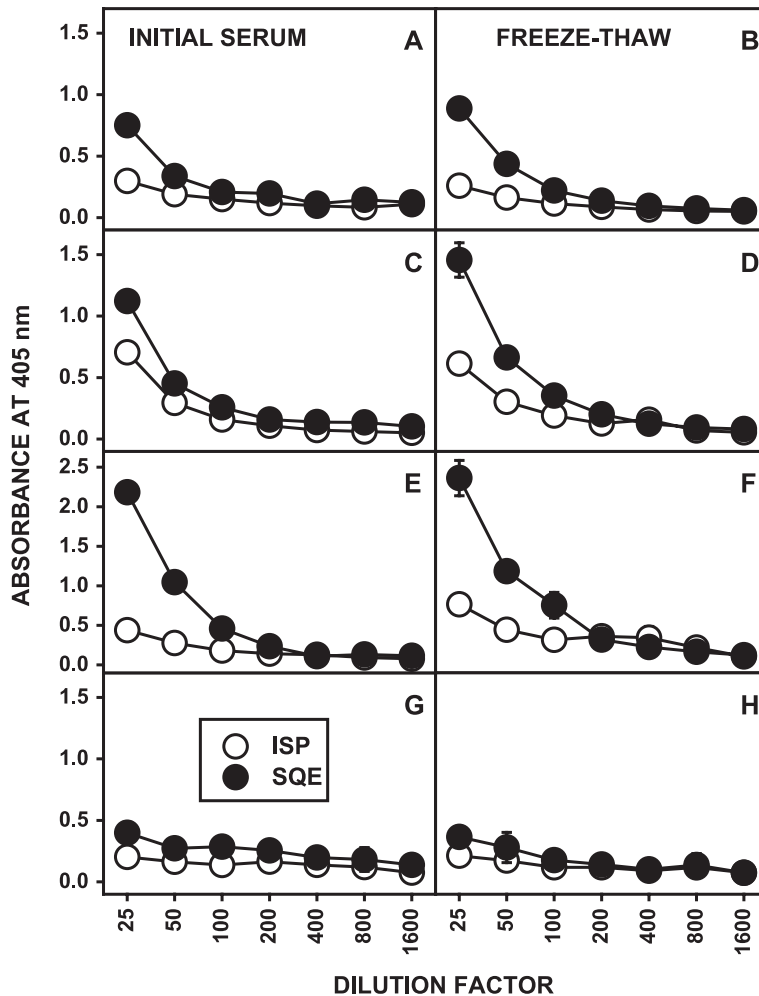 INITIAL SERUM
A
FREEZE-THAW
B
1.5
1.0
0.5
0.0
C
D
1.5
1.0
0.5
0.0
E
F
2.5
2.0
1.5
1.0
0.5
0.0
G
H
1.5
1.0
0.5
0.0
ISP
SQE
ABSORBANCE AT 405 nm
25
50
100
200
400
800
1600
25
50
100
200
400
800
1600
DILUTION FACTOR